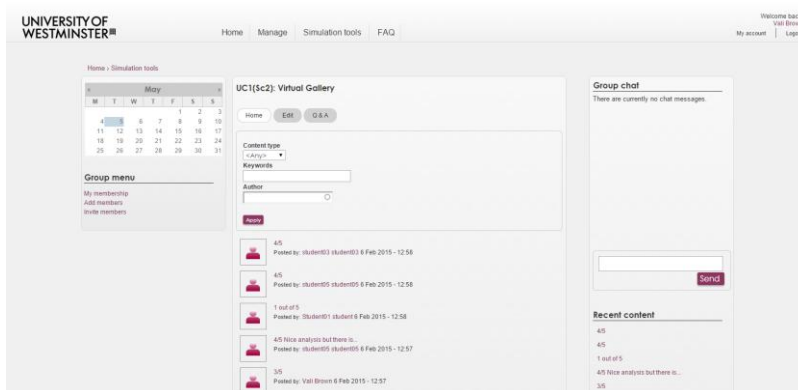 UNIVERSITY OF
WESTMINSTER
Home Manage Simulation tools FAQ
Welcome bac
Vali Brow
My account Logo
Home › Simulation tools
« May »
M T W T F S S
1 2 3
4 5 6 7 8 9 10
11 12 13 14 15 16 17
18 19 20 21 22 23 24
25 26 27 28 29 30 31
Group menu
My membership
Add members
Invite members
UC1(Sc2): Virtual Gallery
Home Edit Q & A
Content type
<Any>
Keywords
Author
Apply
4/5
Posted by: student03 student03 6 Feb 2015 - 12:58
4/5
Posted by: student05 student05 6 Feb 2015 - 12:58
1 out of 5
Posted by: Student01 student 6 Feb 2015 - 12:58
4/5 Nice analysis but there is...
Posted by: student05 student05 6 Feb 2015 - 12:57
3/5
Posted by: Vali Brown 6 Feb 2015 - 12:57
Group chat
There are currently no chat messages.
Send
Recent content
4/5
4/5
1 out of 5
4/5 Nice analysis but there is...
3/5